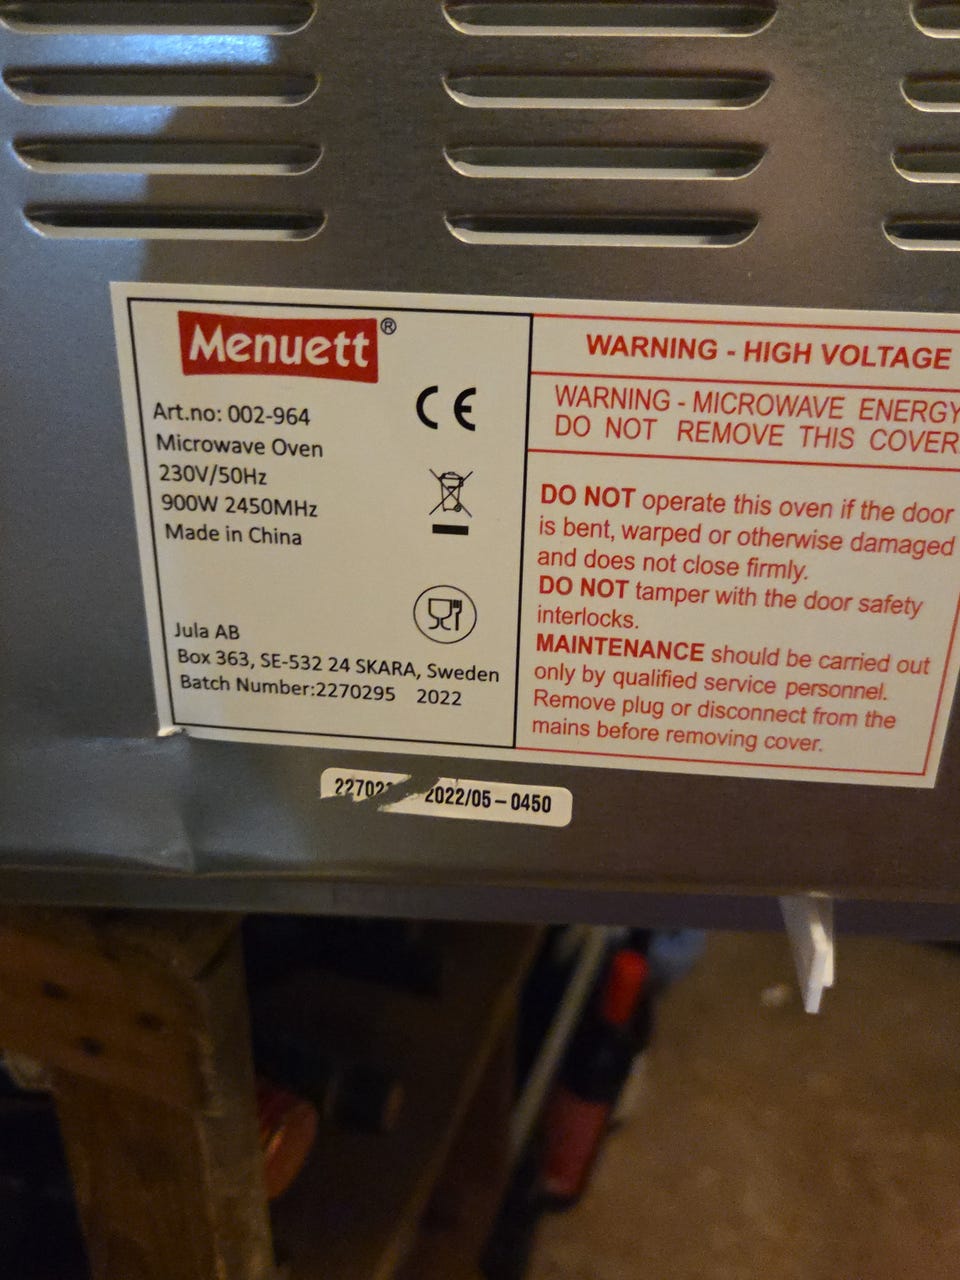 Menuett®
Art.no: 002-964
Microwave Oven
230V/50Hz
900W 2450MHz
Made in China
CE
Jula AB
Box 363, SE-532 24 SKARA, Sweden
Batch Number:2270295 2022
WARNING - HIGH VOLTAGE
WARNING - MICROWAVE ENERGY
DO NOT REMOVE THIS COVER
DO NOT operate this oven if the door
is bent, warped or otherwise damaged
and does not close firmly.
DO NOT tamper with the door safety
interlocks.
MAINTENANCE should be carried out
only by qualified service personnel.
Remove plug or disconnect from the
mains before removing cover.
2022/05-0450